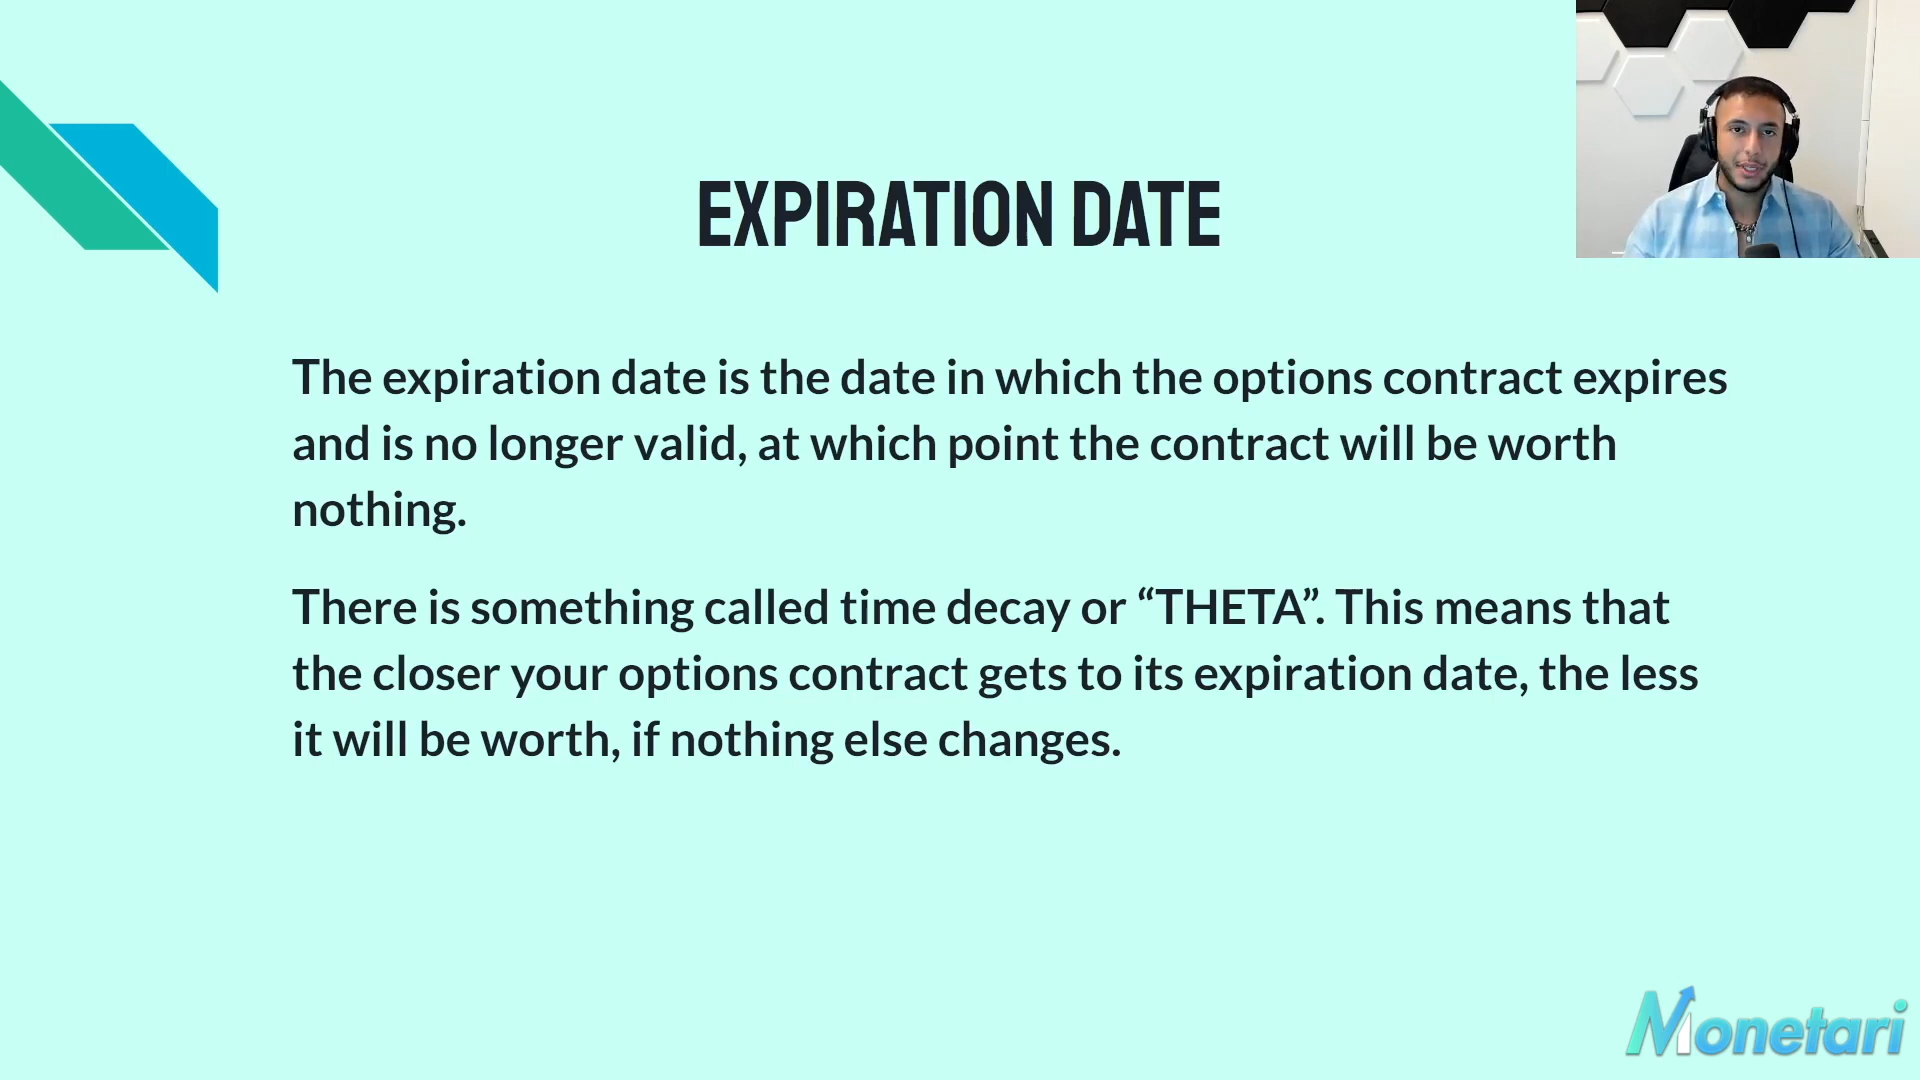 EXPIRATION DATE
The expiration date is the date in which the options contract expires
and is no longer valid, at which point the contract will be worth
nothing.
There is something called time decay or “THETA”. This means that
the closer your options contract gets to its expiration date, the less
it will be worth, if nothing else changes.
Monetari